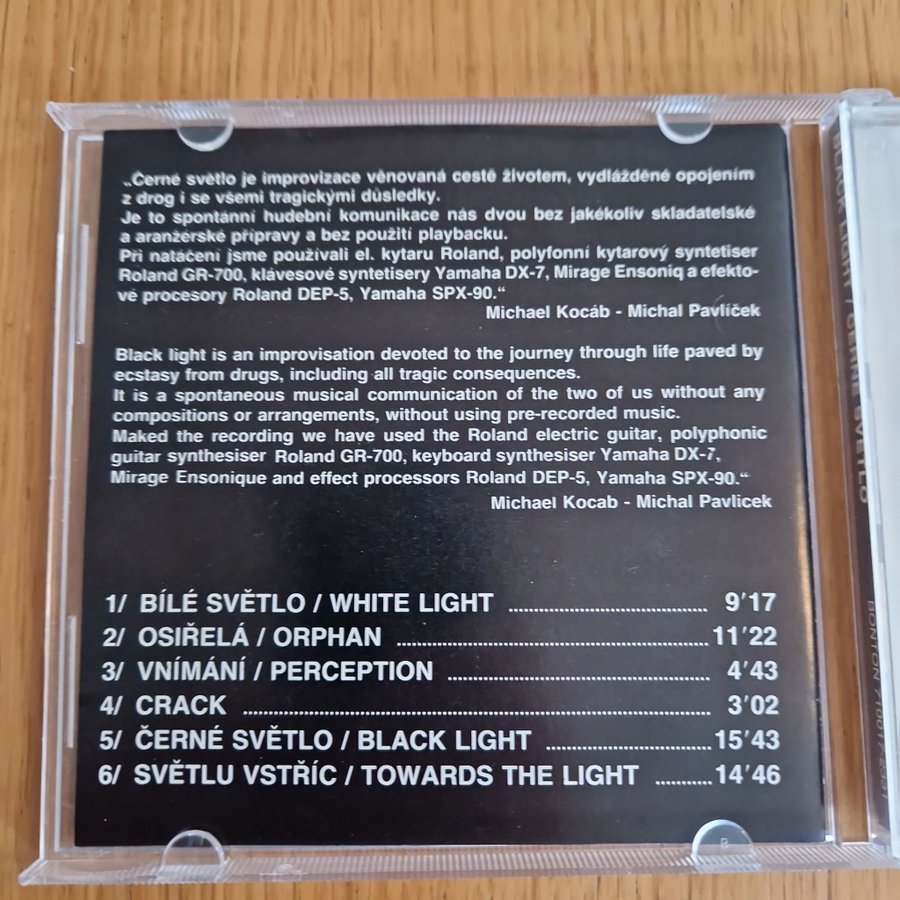 „Černé světlo je improvizace věnovaná cestě životem, vydlážděné opojením
z drog i se všemi tragickými důsledky.
Je to spontánní hudební komunikace nás dvou bez jakékoliv skladatelské
a aranžérské přípravy a bez použití playbacku.
Při natáčení jsme používali el. kytaru Roland, polyfonní kytarový syntetiser
Roland GR-700, klávesové syntetisery Yamaha DX-7, Mirage Ensoniq a efekto-
vé procesory Roland DEP-5, Yamaha SPX-90.“
Michael Kocáb - Michal Pavlíček
Black light is an improvisation devoted to the journey through life paved by
ecstasy from drugs, including all tragic consequences.
It is a spontaneous musical communication of the two of us without any
compositions or arrangements, without using pre-recorded music.
Maked the recording we have used the Roland electric guitar, polyphonic
guitar synthesiser Roland GR-700, keyboard synthesiser Yamaha DX-7,
Mirage Ensonique and effect processors Roland DEP-5, Yamaha SPX-90.“
Michael Kocab - Michal Pavlicek
1/ BÍLÉ SVĚTLO / WHITE LIGHT ........ 9’17
2/ OSIŘELÁ / ORPHAN ........ 11’22
3/ VNÍMÁNÍ / PERCEPTION ........ 4’43
4/ CRACK ........ 3’02
5/ ČERNÉ SVĚTLO / BLACK LIGHT ........ 15’43
6/ SVĚTLU VSTŘÍC / TOWARDS THE LIGHT ........ 14’46
BLACK LIGHT / ČERNÉ SVĚTLO
BONTON